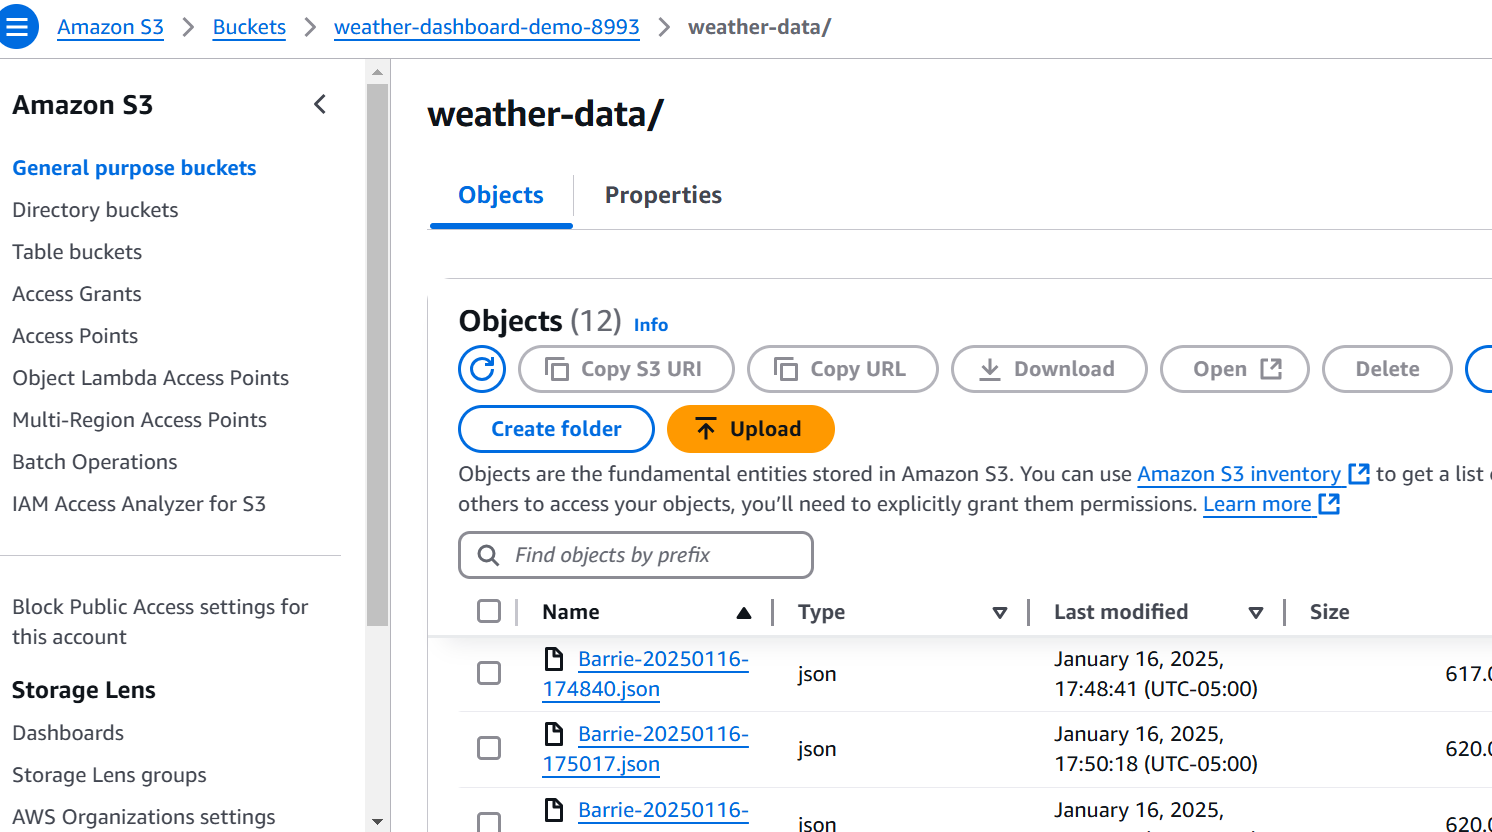 Amazon S3 > Buckets > weather-dashboard-demo-8993 > weather-data/
Amazon S3
General purpose buckets
Directory buckets
Table buckets
Access Grants
Access Points
Object Lambda Access Points
Multi-Region Access Points
Batch Operations
IAM Access Analyzer for S3
Block Public Access settings for
this account
Storage Lens
Dashboards
Storage Lens groups
AWS Organizations settings
weather-data/
Objects Properties
Objects (12) Info
Copy S3 URI Copy URL Download Open Delete
Create folder Upload
Objects are the fundamental entities stored in Amazon S3. You can use Amazon S3 inventory to get a list
others to access your objects, you’ll need to explicitly grant them permissions. Learn more
Find objects by prefix
Name Type Last modified Size
Barrie-20250116-
174840.json
json
January 16, 2025,
17:48:41 (UTC-05:00)
617.0
Barrie-20250116-
175017.json
json
January 16, 2025,
17:50:18 (UTC-05:00)
620.0
Barrie-20250116-
json
January 16, 2025,
620.0